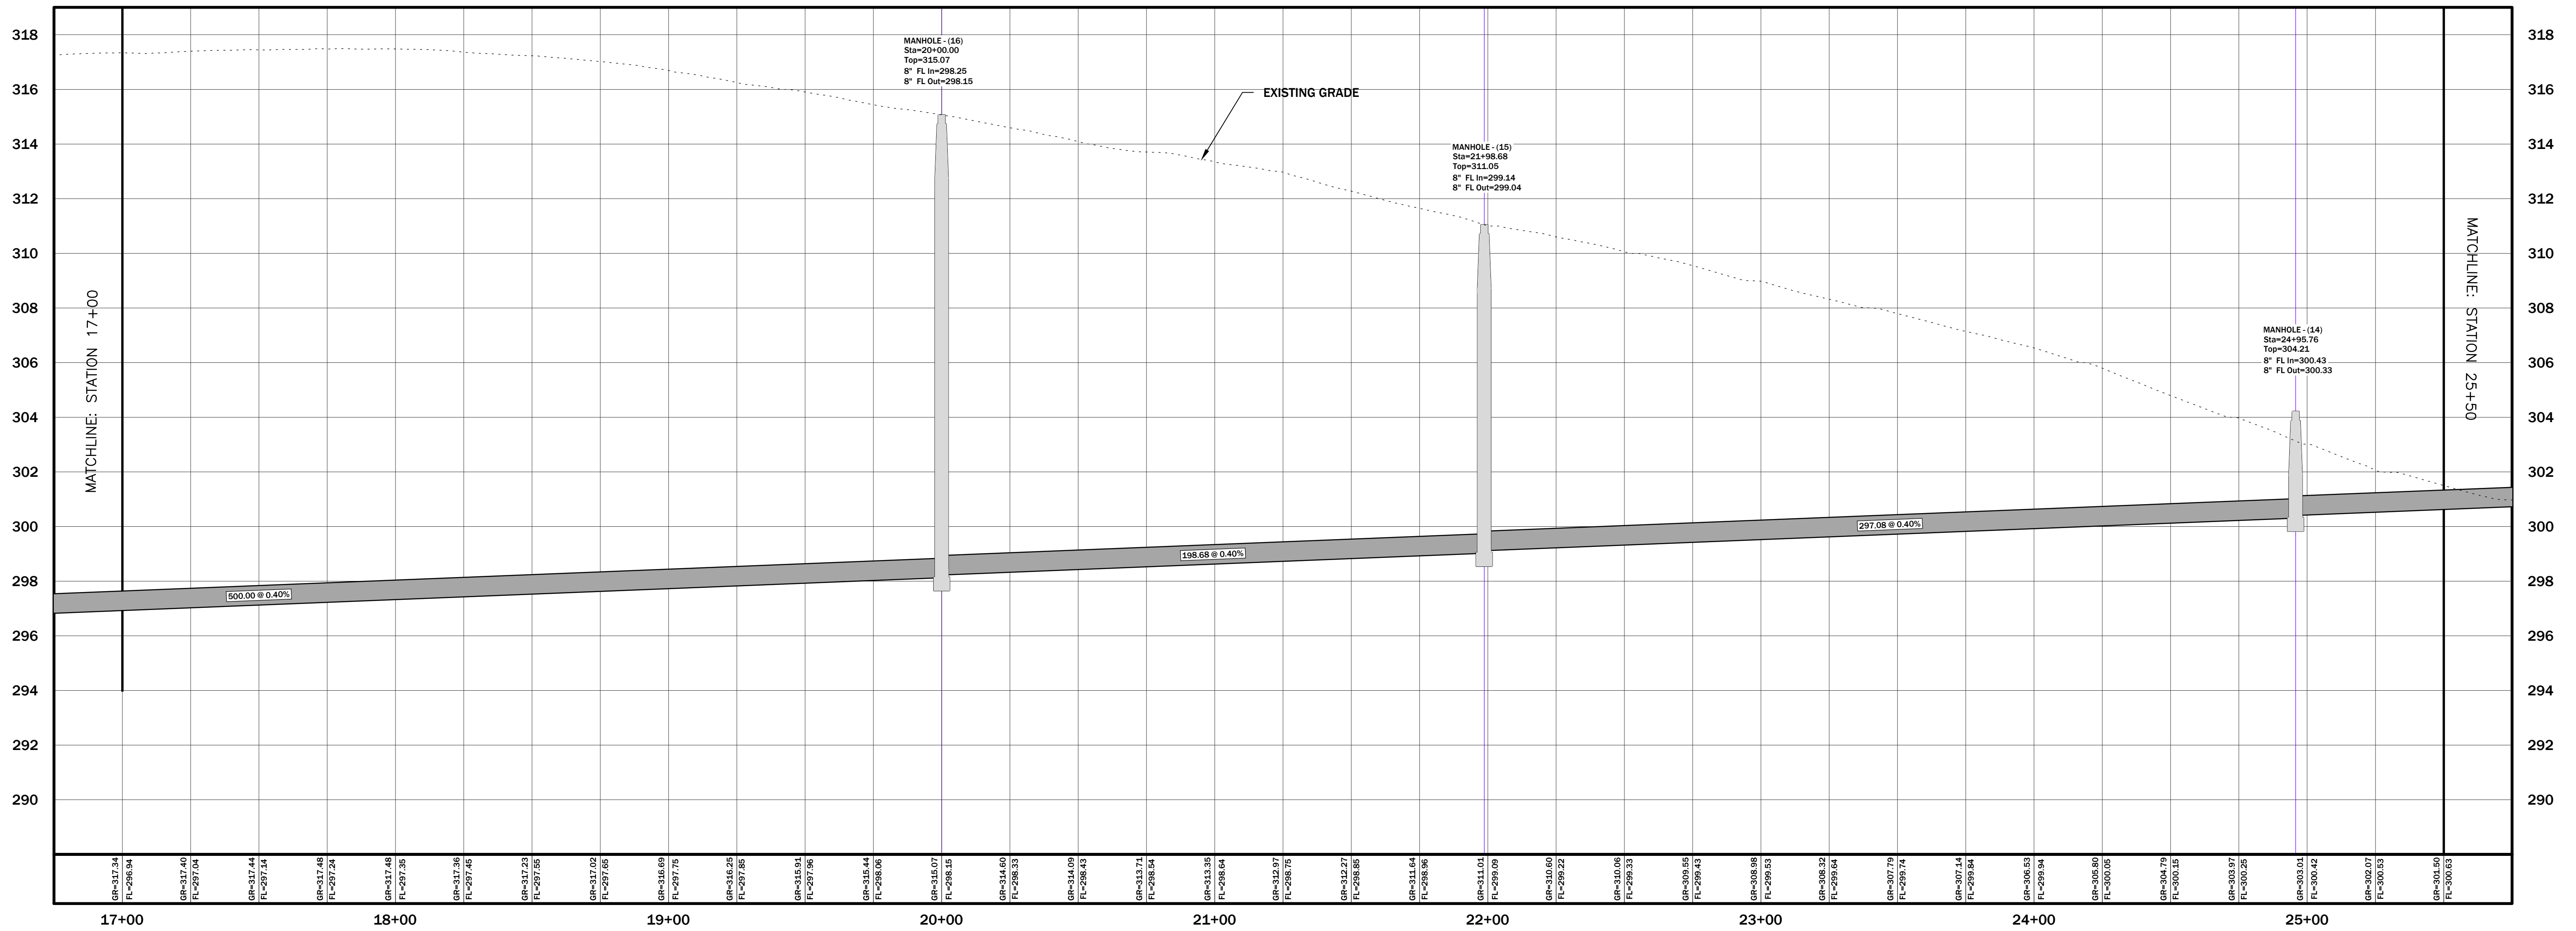 318
316
314
312
310
308
306
304
302
300
298
296
294
292
290
MATCHLINE: STATION 17+00
MANHOLE - (16)
Sta=20+00.00
Top=315.07
8" FL In=298.25
8" FL Out=298.15
EXISTING GRADE
MANHOLE - (15)
Sta=21+98.68
Top=311.05
8" FL In=299.14
8" FL Out=299.04
MANHOLE - (14)
Sta=24+95.76
Top=304.21
8" FL In=300.43
8" FL Out=300.33
MATCHLINE: STATION 25+50
500.00 @ 0.40%
198.68 @ 0.40%
297.08 @ 0.40%
318
316
314
312
310
308
306
304
302
300
298
296
294
292
290
GR=317.34
FL=296.94
GR=317.40
FL=297.04
GR=317.44
FL=297.14
GR=317.48
FL=297.24
GR=317.48
FL=297.35
GR=317.36
FL=297.45
GR=317.23
FL=297.55
GR=317.02
FL=297.65
GR=316.69
FL=297.75
GR=316.25
FL=297.85
GR=315.91
FL=297.96
GR=315.44
FL=298.06
GR=315.07
FL=298.15
GR=314.60
FL=298.33
GR=314.09
FL=298.43
GR=313.71
FL=298.54
GR=313.35
FL=298.64
GR=312.97
FL=298.75
GR=312.27
FL=298.85
GR=311.64
FL=298.96
GR=311.01
FL=299.09
GR=310.60
FL=299.22
GR=310.06
FL=299.33
GR=309.55
FL=299.43
GR=308.98
FL=299.53
GR=308.32
FL=299.64
GR=307.79
FL=299.74
GR=307.14
FL=299.84
GR=306.53
FL=299.94
GR=305.80
FL=300.05
GR=304.79
FL=300.15
GR=303.97
FL=300.25
GR=303.01
FL=300.42
GR=302.07
FL=300.53
GR=301.50
FL=300.63
17+00
18+00
19+00
20+00
21+00
22+00
23+00
24+00
25+00